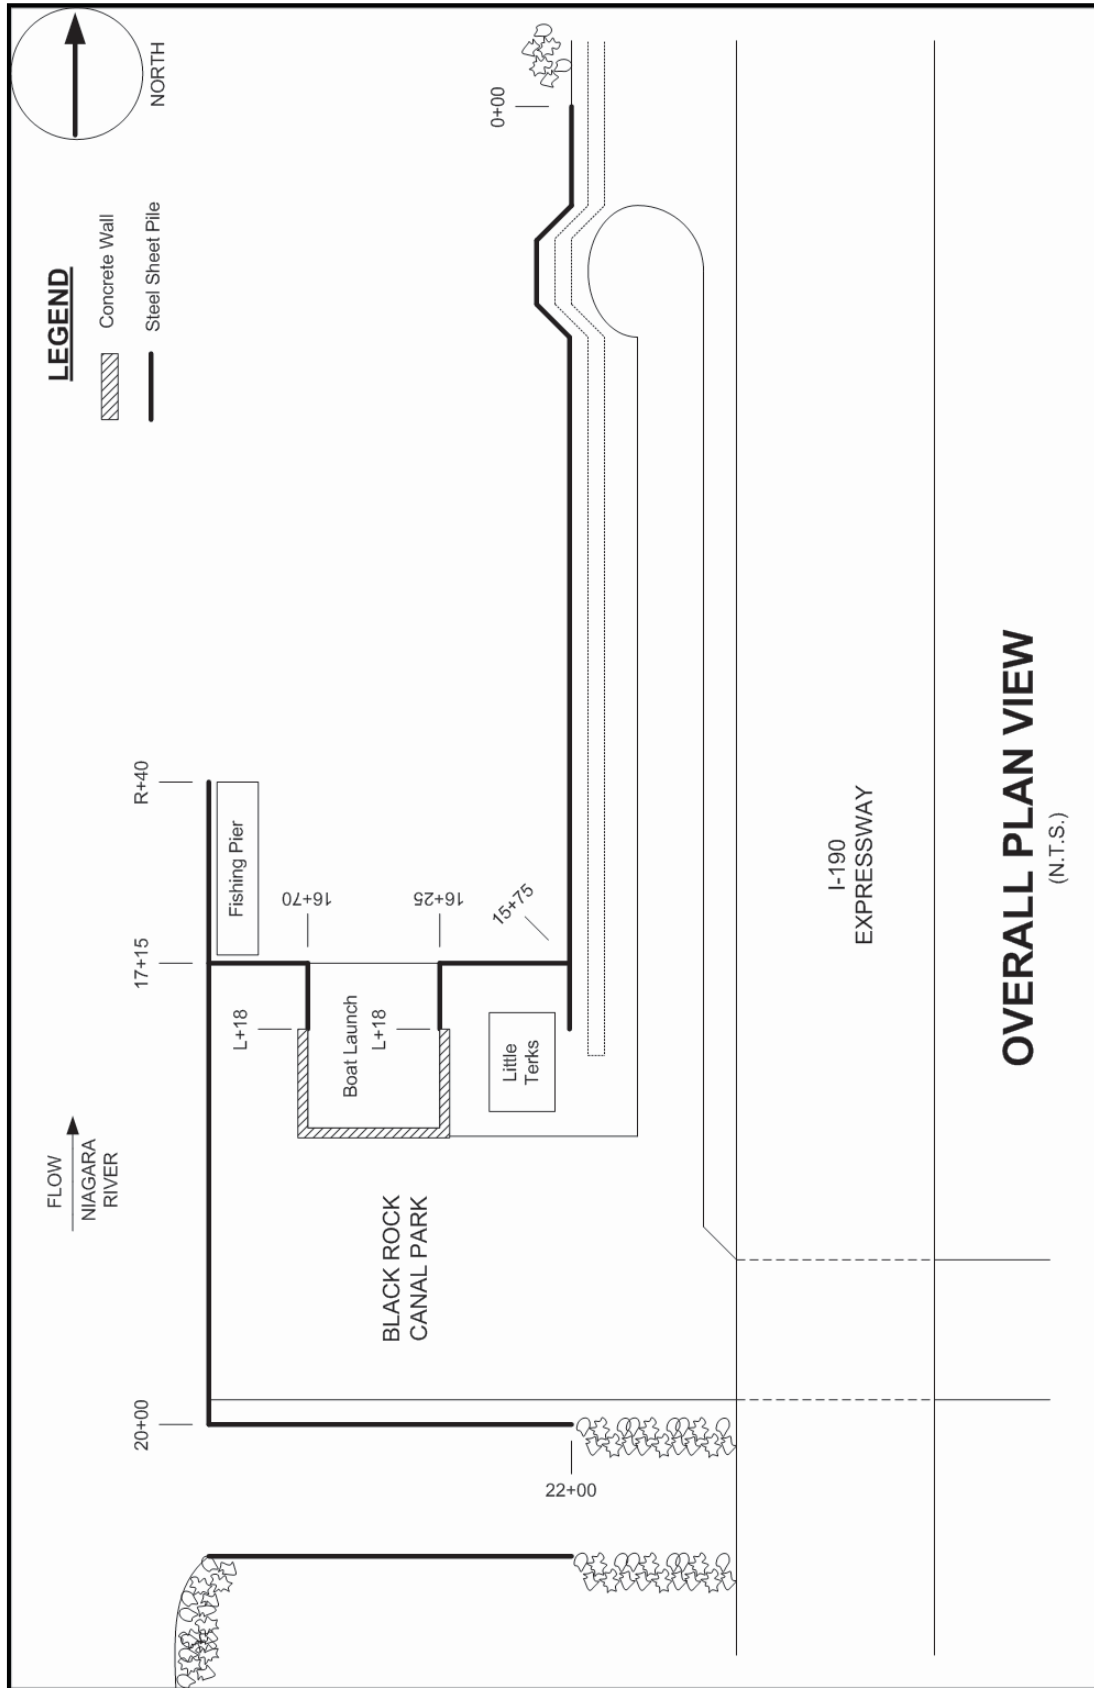 NORTH
LEGEND
Concrete Wall
Steel Sheet Pile
0+00
R+40
Fishing Pier
17+15
16+70
16+25
15+75
L+18
Boat Launch
L+18
Little
Terks
FLOW
NIAGARA
RIVER
BLACK ROCK
CANAL PARK
20+00
22+00
I-190
EXPRESSWAY
OVERALL PLAN VIEW
(N.T.S.)